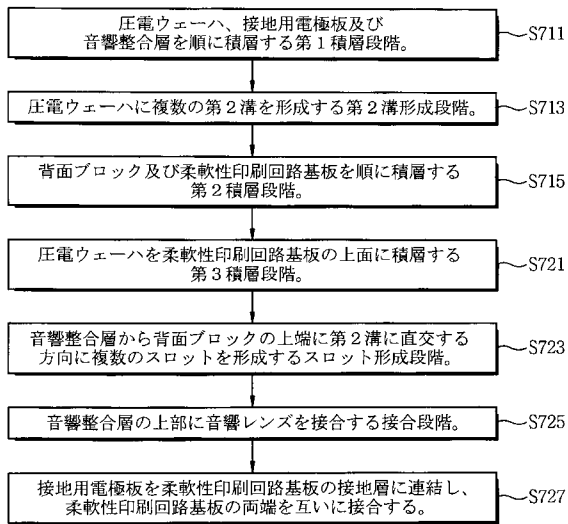 圧電ウェーハ、接地用電極板及び
音響整合層を順に積層する第1積層段階。
S711
圧電ウェーハに複数の第2溝を形成する第2溝形成段階。
S713
背面ブロック及び柔軟性印刷回路基板を順に積層する
第2積層段階。
S715
圧電ウェーハを柔軟性印刷回路基板の上面に積層する
第3積層段階。
S721
音響整合層から背面ブロックの上端に第2溝に直交する
方向に複数のスロットを形成するスロット形成段階。
S723
音響整合層の上部に音響レンズを接合する接合段階。
S725
接地用電極板を柔軟性印刷回路基板の接地層に連結し、
柔軟性印刷回路基板の両端を互いに接合する。
S727